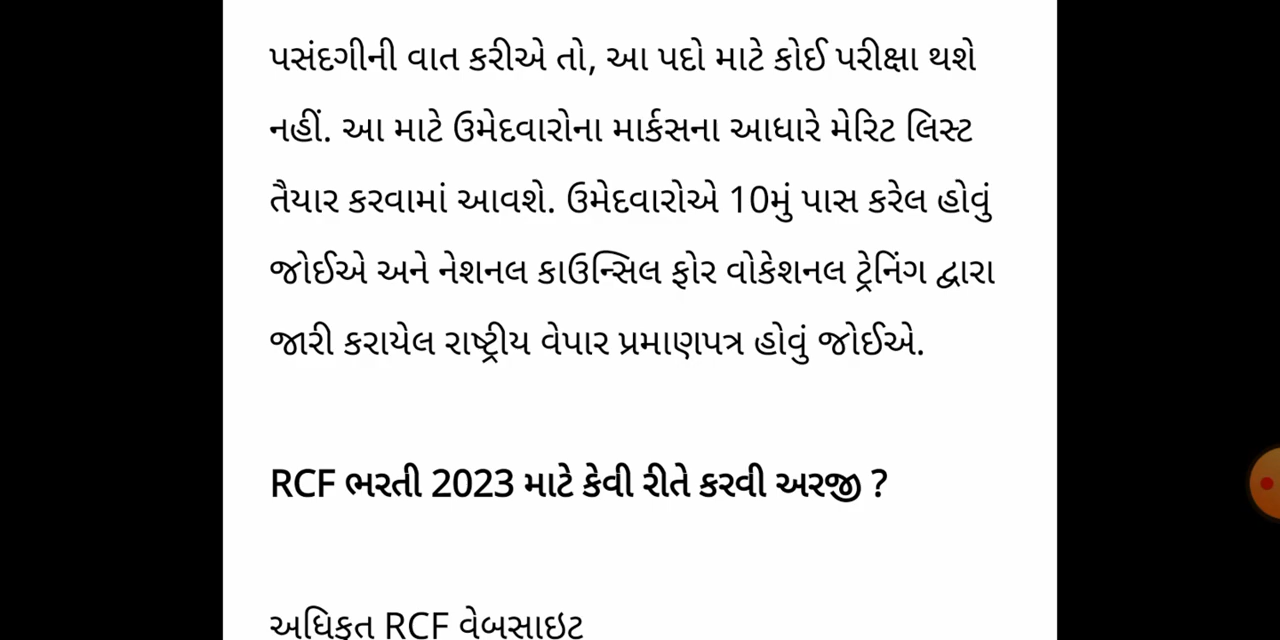 પસંદગીની વાત કરીએ તો, આ પદો માટે કોઈ પરીક્ષા થશે
નહીં. આ માટે ઉમેદવારોના માર્કસના આધારે મેરિટ લિસ્ટ
તૈયાર કરવામાં આવશે. ઉમેદવારોએ 10મું પાસ કરેલ હોવું
જોઈએ અને નેશનલ કાઉન્સિલ ફોર વોકેશનલ ટ્રેનિંગ દ્વારા
જારી કરાયેલ રાષ્ટ્રીય વેપાર પ્રમાણપત્ર હોવું જોઈએ.
RCF ભરતી 2023 માટે કેવી રીતે કરવી અરજી ?
અધિકૃત RCF વેબસાઇટ